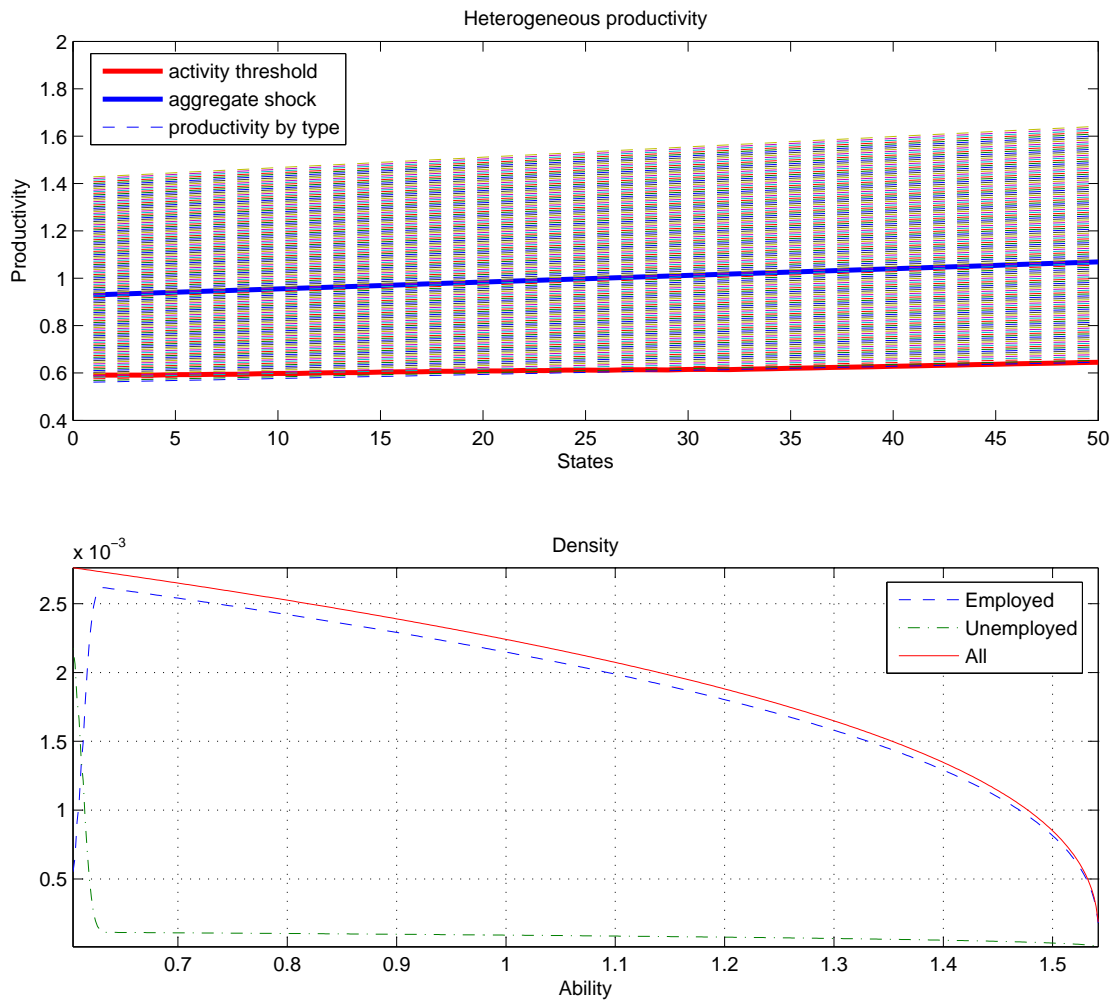 Heterogeneous productivity
2
1.8
1.6
1.4
1.2
1
0.8
0.6
0.4
Productivity
activity threshold
aggregate shock
productivity by type
0 5 10 15 20 25 30 35 40 45 50
States
x 10^−3
Density
2.5
2
1.5
1
0.5
Employed
Unemployed
All
0.7 0.8 0.9 1 1.1 1.2 1.3 1.4 1.5
Ability